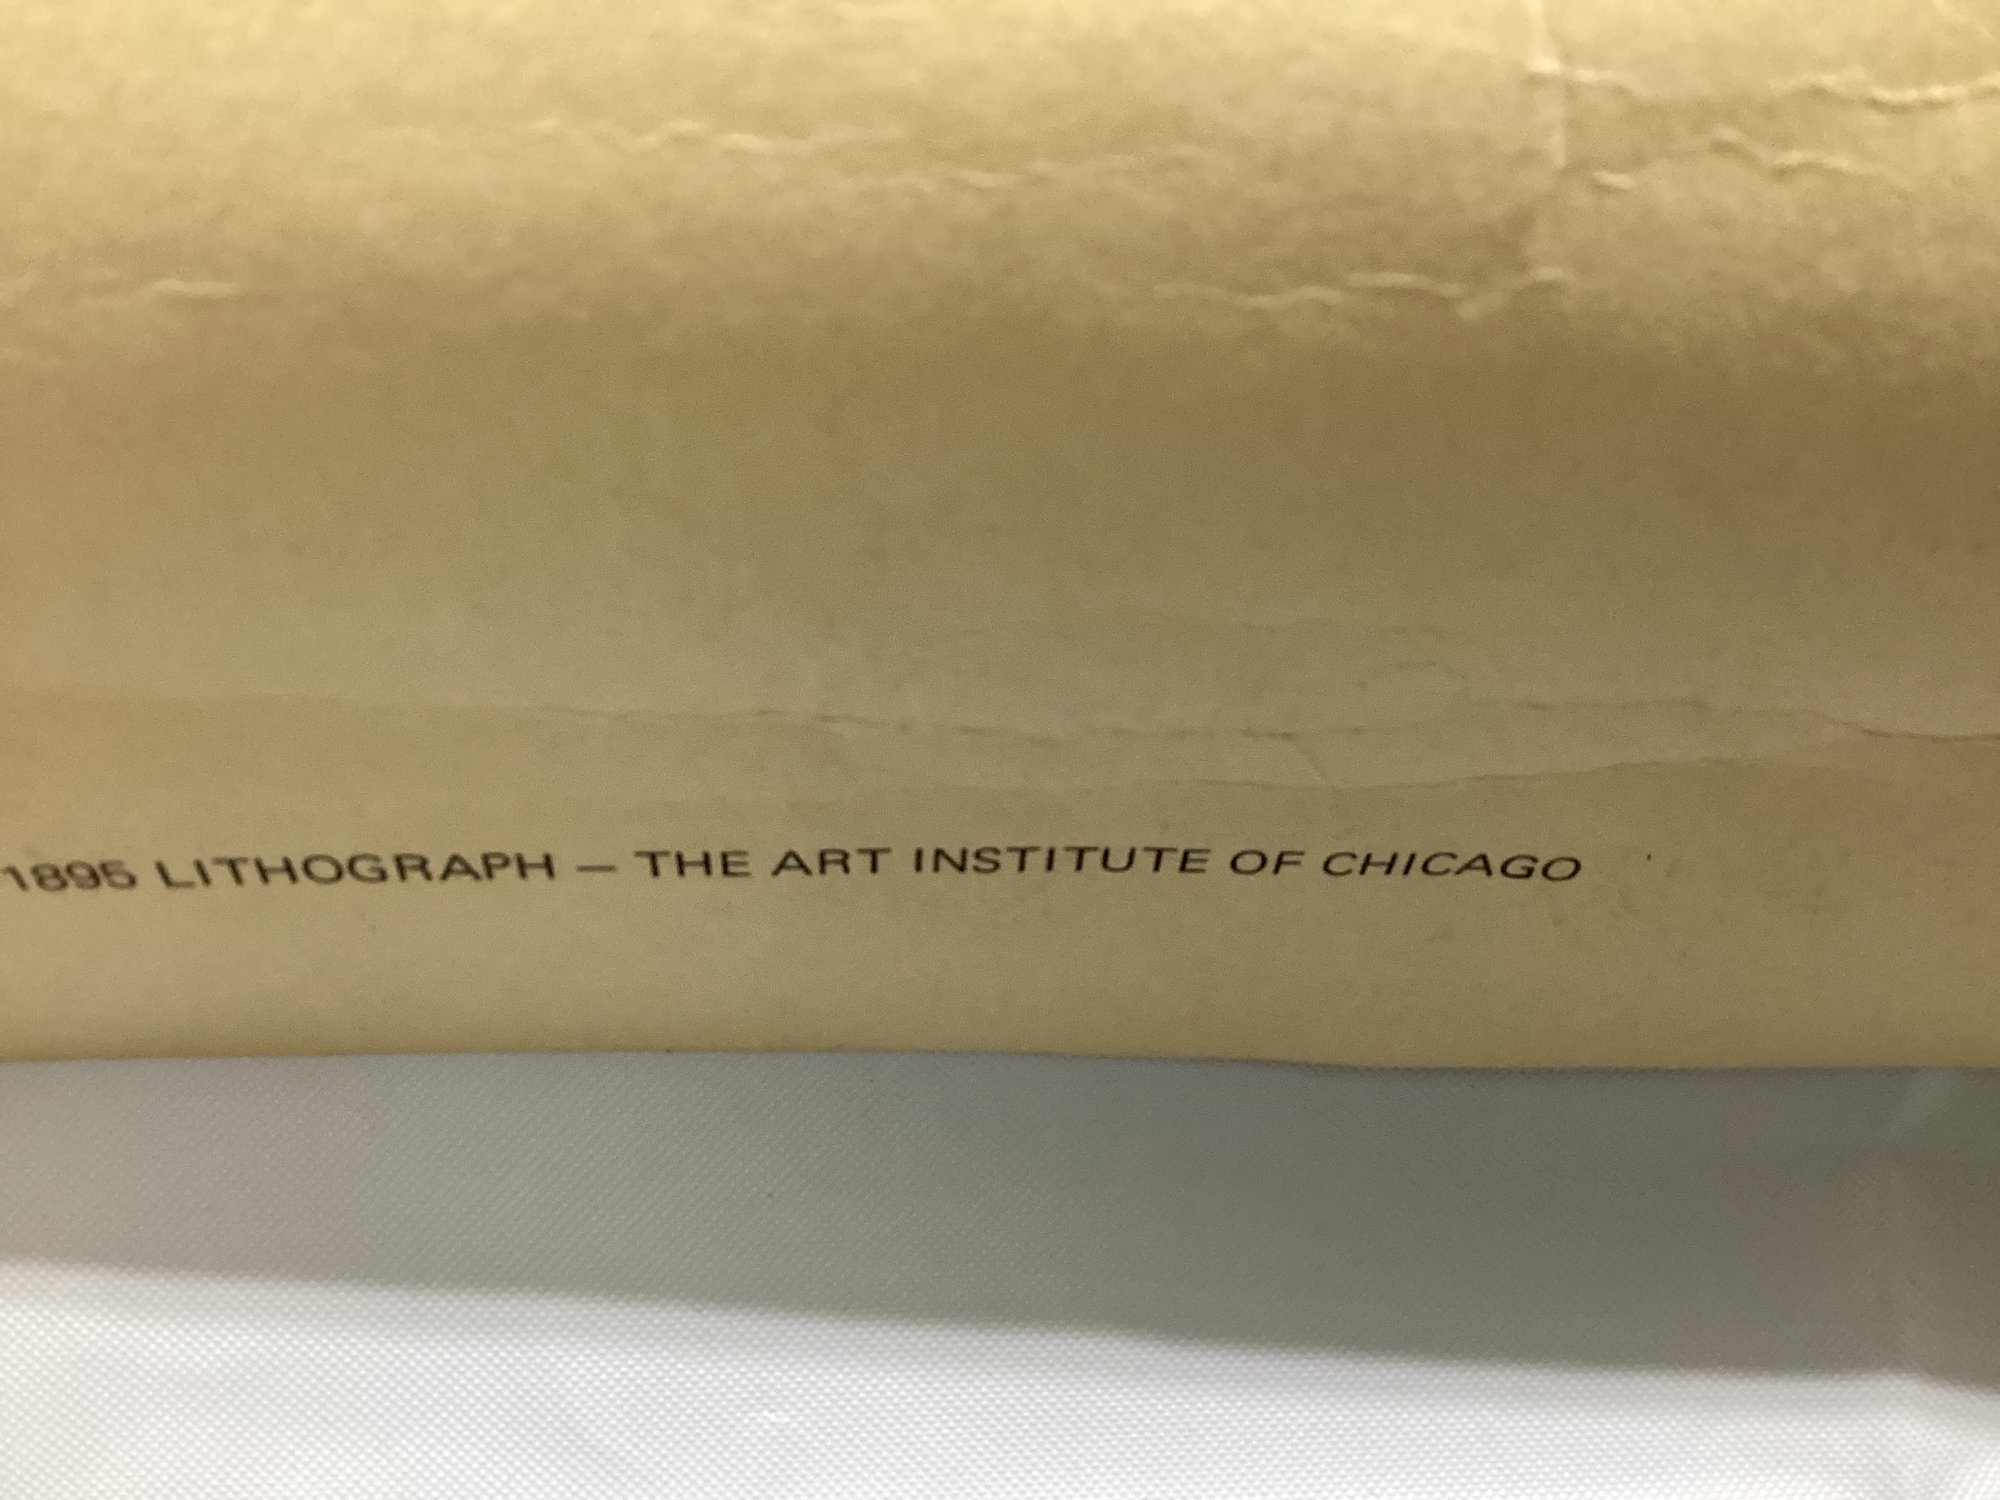 1895 LITHOGRAPH — THE ART INSTITUTE OF CHICAGO